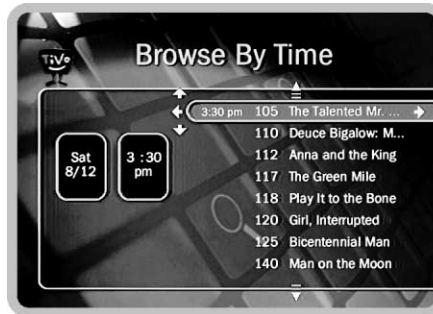 TiVo
Browse By Time
3:30 pm 105 The Talented Mr. ...
110 Deuce Bigalow: M...
112 Anna and the King
117 The Green Mile
118 Play It to the Bone
120 Girl, Interrupted
125 Bicentennial Man
140 Man on the Moon
Sat
8/12
3 :30
pm